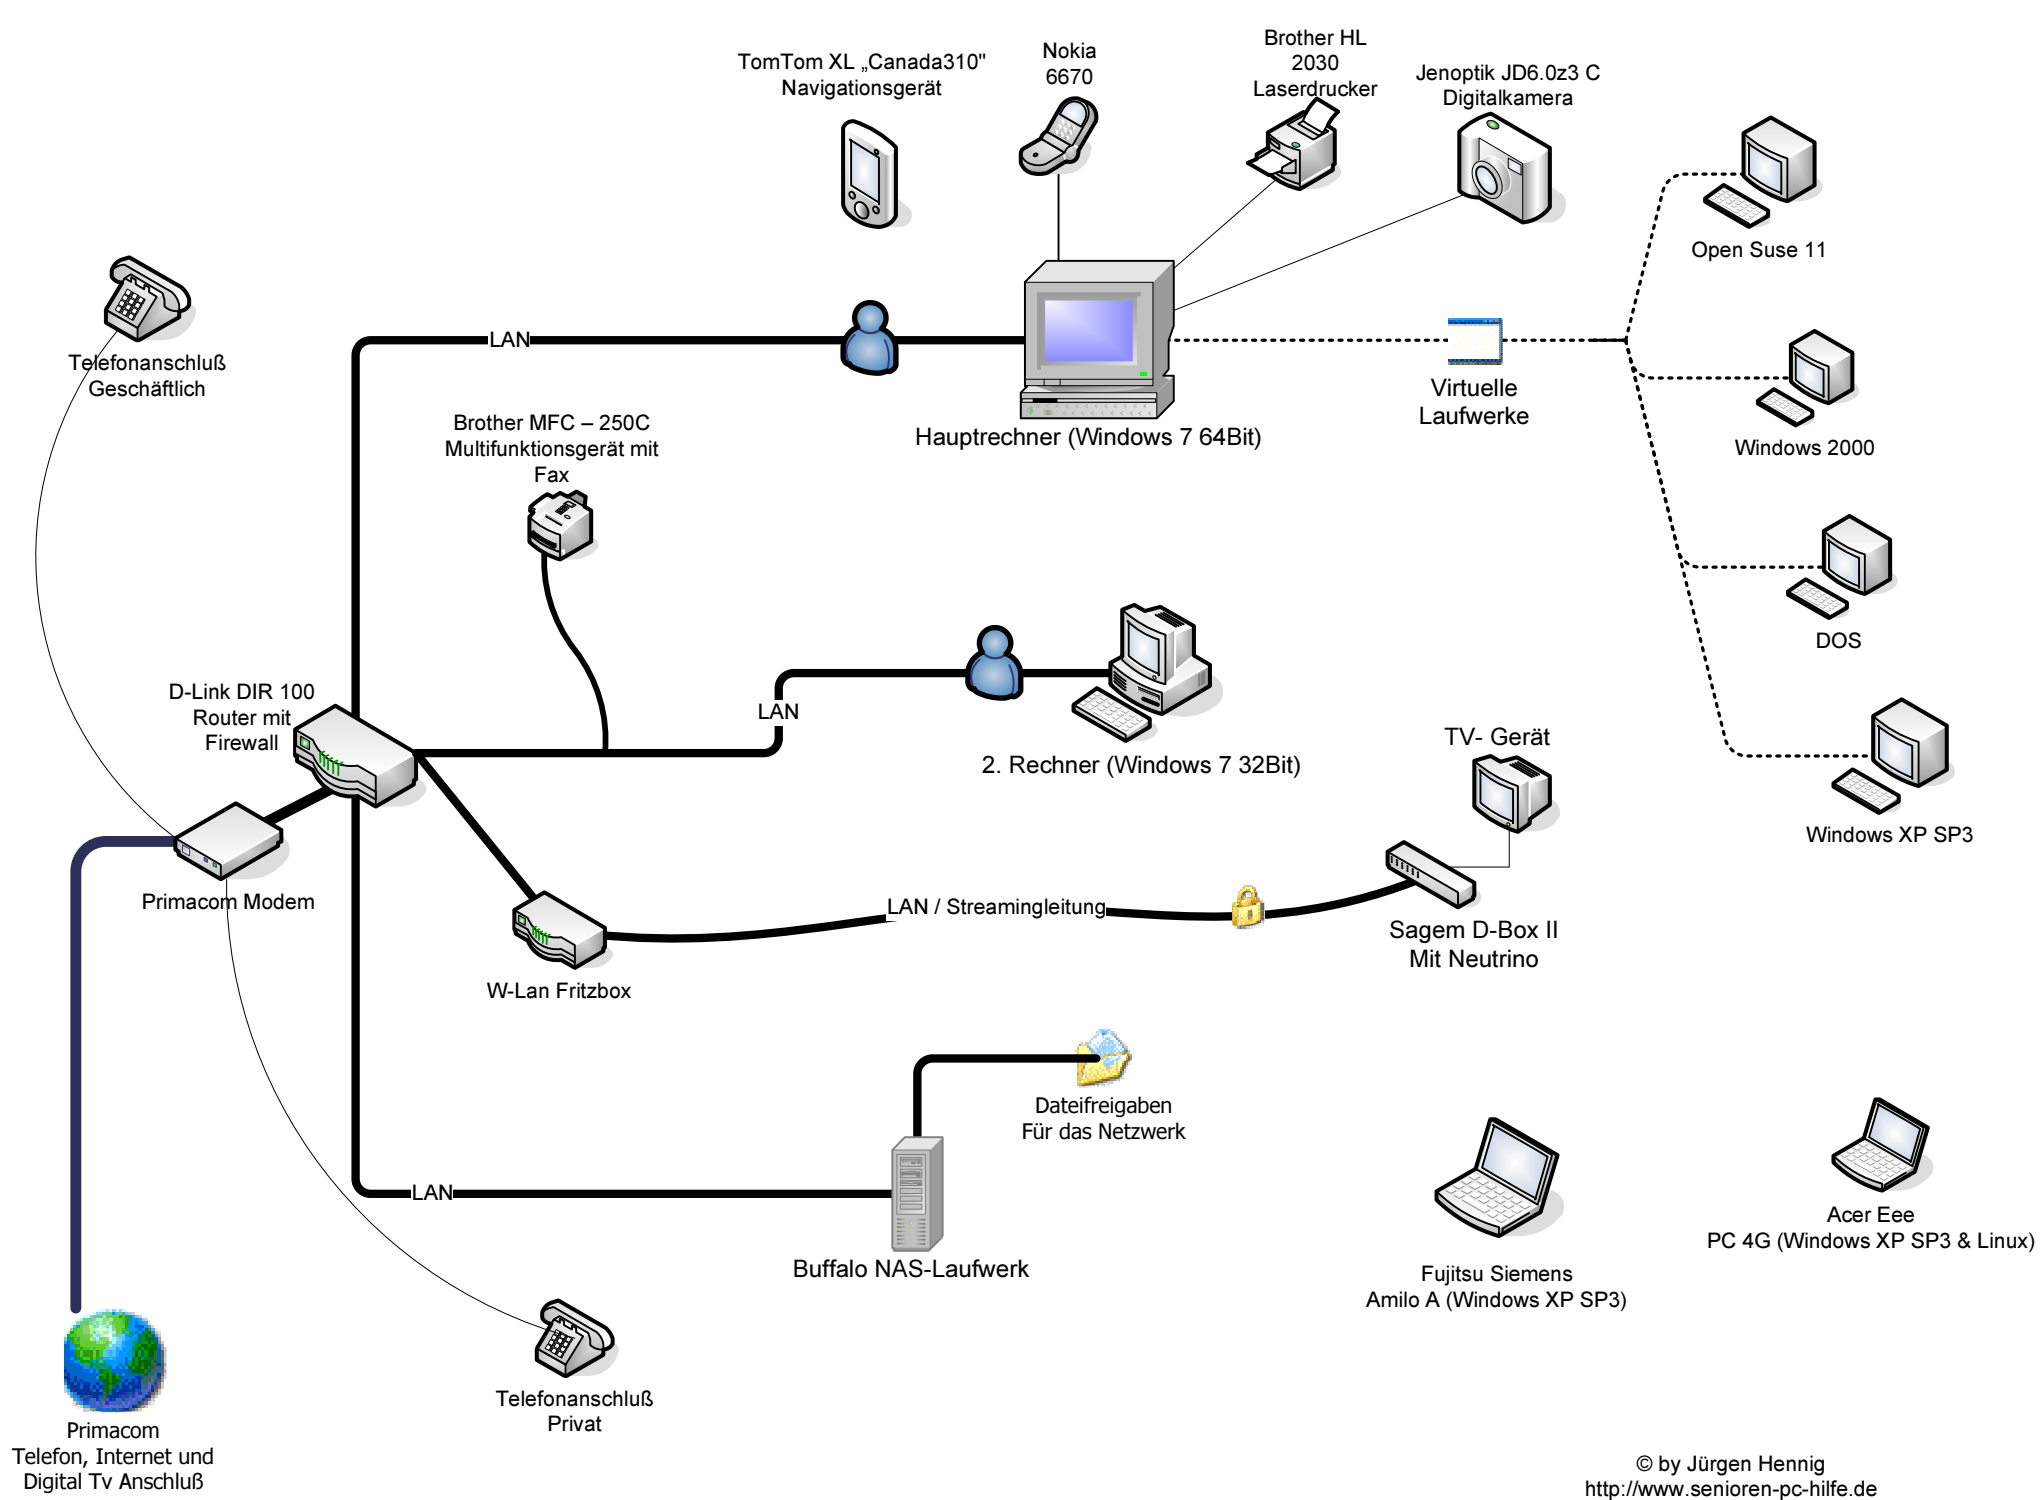 TomTom XL „Canada310"
Navigationsgerät
Nokia
6670
Brother HL
2030
Laserdrucker
Jenoptik JD6.0z3 C
Digitalkamera
Open Suse 11
Telefonanschluß
Geschäftlich
LAN
Virtuelle
Laufwerke
Hauptrechner (Windows 7 64Bit)
Windows 2000
Brother MFC – 250C
Multifunktionsgerät mit
Fax
DOS
D-Link DIR 100
Router mit
Firewall
LAN
2. Rechner (Windows 7 32Bit)
TV- Gerät
Windows XP SP3
Primacom Modem
LAN / Streamingleitung
Sagem D-Box II
Mit Neutrino
W-Lan Fritzbox
Dateifreigaben
Für das Netzwerk
LAN
Buffalo NAS-Laufwerk
Acer Eee
PC 4G (Windows XP SP3 & Linux)
Fujitsu Siemens
Amilo A (Windows XP SP3)
Telefonanschluß
Privat
Primacom
Telefon, Internet und
Digital Tv Anschluß
© by Jürgen Hennig
http://www.senioren-pc-hilfe.de